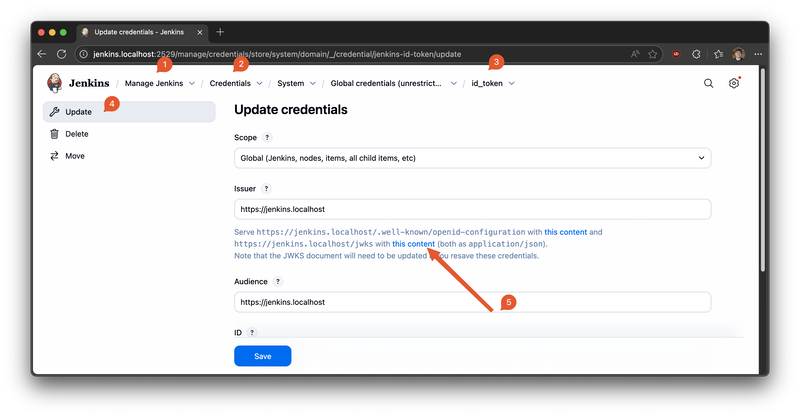 Update credentials - Jenkins
jenkins.localhost:2529/manage/credentials/store/system/domain/_/credential/jenkins-id-token/update
1
2
3
Jenkins / Manage Jenkins / Credentials / System / Global credentials (unrestrict... / id_token
4
Update
Delete
Move
Update credentials
Scope ?
Global (Jenkins, nodes, items, all child items, etc)
Issuer ?
https://jenkins.localhost
Serve https://jenkins.localhost/.well-known/openid-configuration with this content and
https://jenkins.localhost/jwks with this content (both as application/json).
Note that the JWKS document will need to be updated if you resave these credentials.
Audience ?
5
https://jenkins.localhost
ID ?
Save